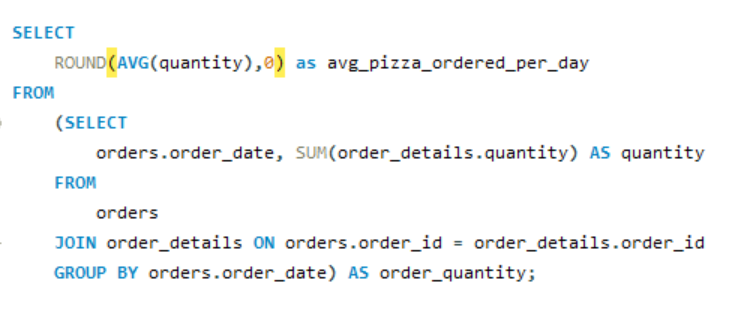 SELECT
ROUND(AVG(quantity),0) as avg_pizza_ordered_per_day
FROM
(SELECT
orders.order_date, SUM(order_details.quantity) AS quantity
FROM
orders
JOIN order_details ON orders.order_id = order_details.order_id
GROUP BY orders.order_date) AS order_quantity;